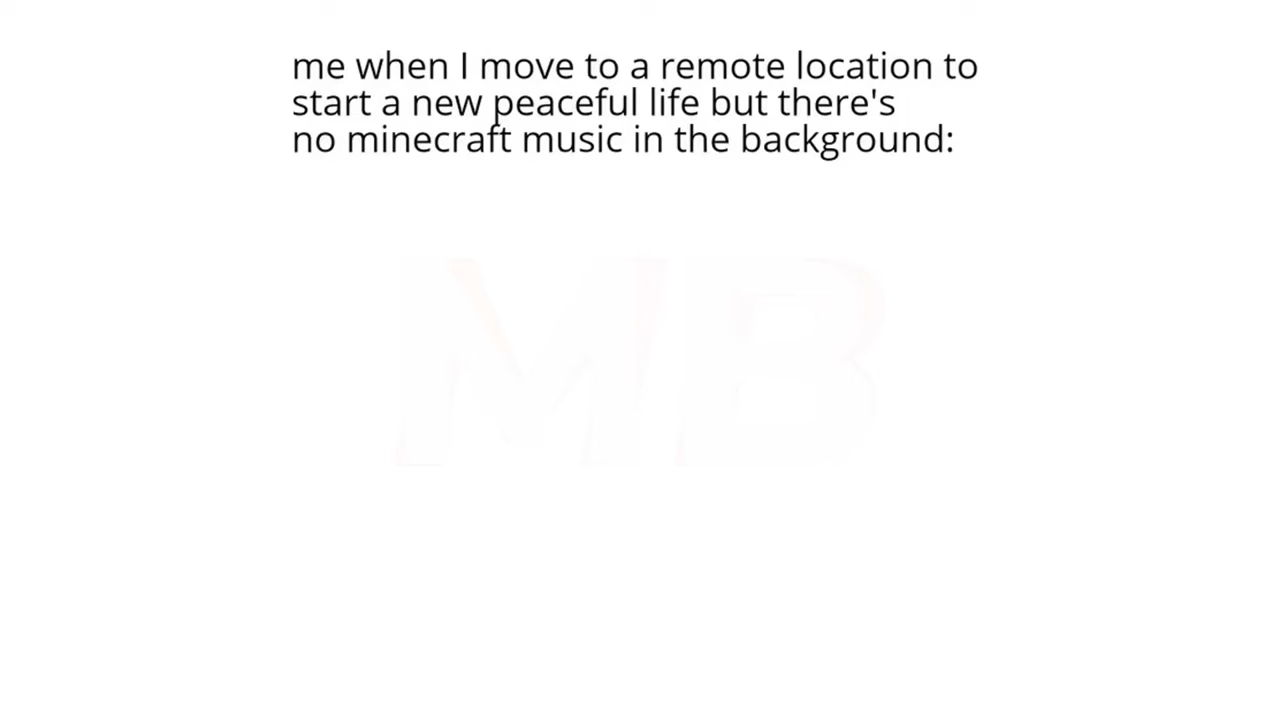 me when I move to a remote location to
start a new peaceful life but there's
no minecraft music in the background:
MB